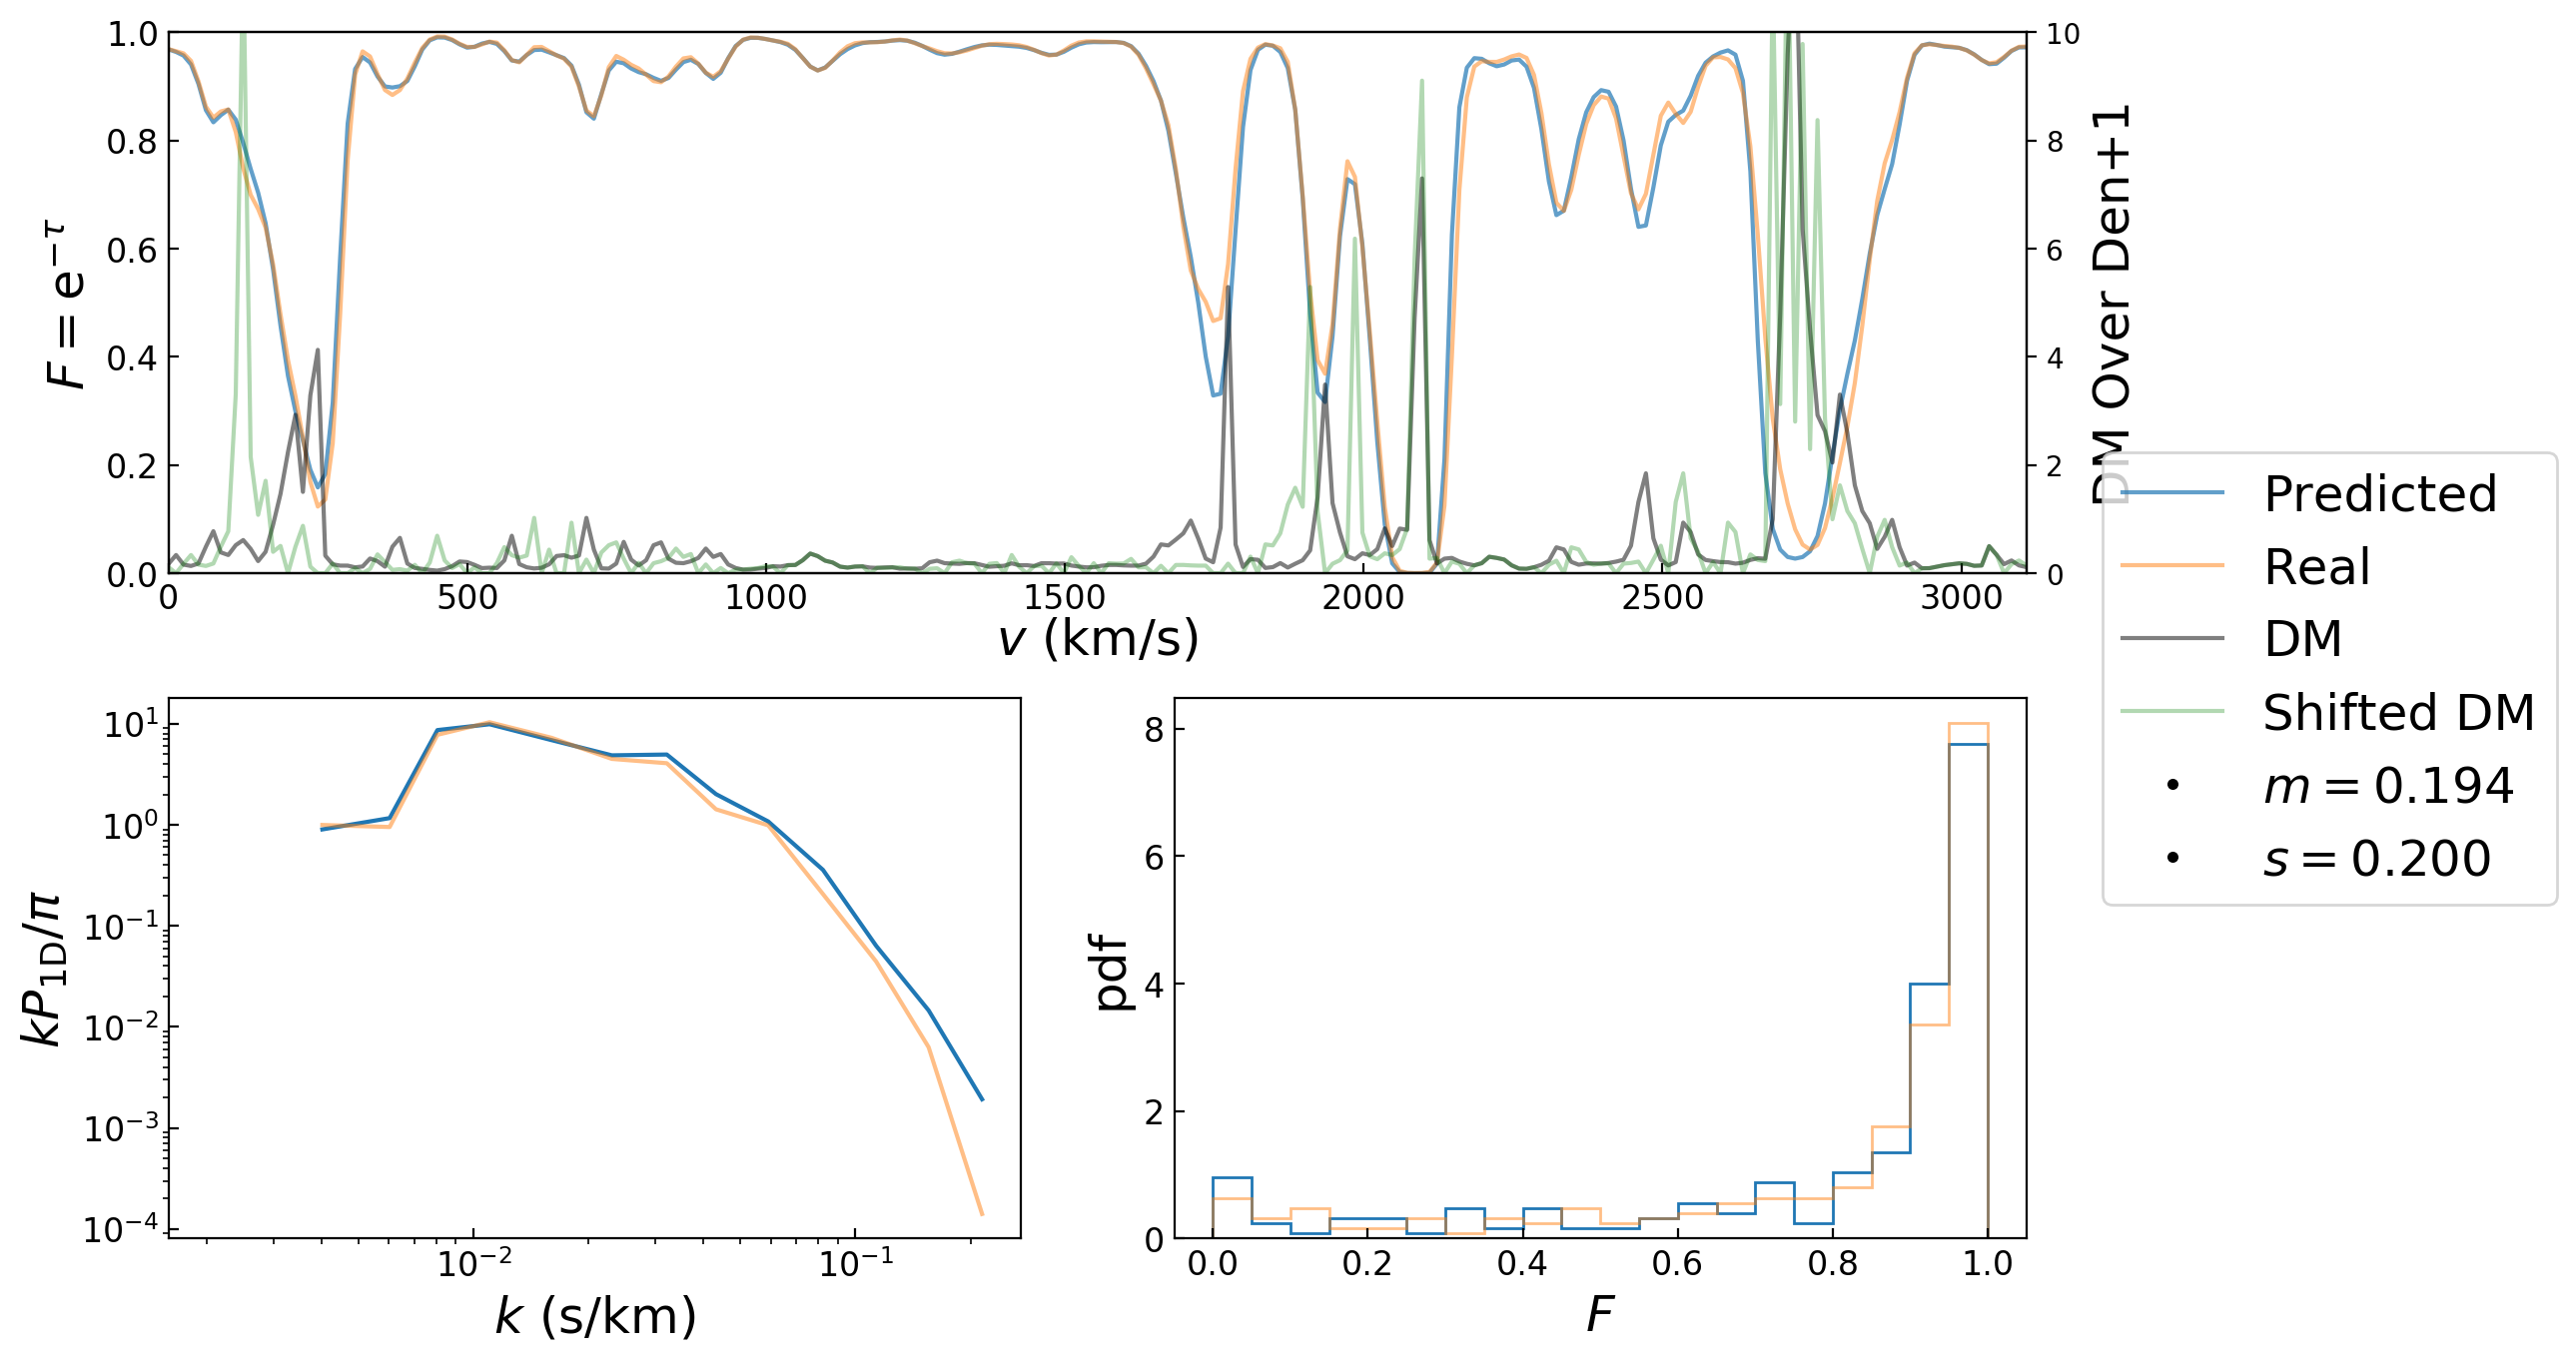 1.0
0.8
0.6
0.4
0.2
0.0
F = e^{−τ}
10
8
6
4
2
0
DM Over Den+1
0 500 1000 1500 2000 2500 3000
v (km/s)
Predicted
Real
DM
Shifted DM
m = 0.194
s = 0.200
10^1
10^0
10^{−1}
10^{−2}
10^{−3}
10^{−4}
kP_{1D}/π
10^{−2} 10^{−1}
k (s/km)
8
6
4
2
0
pdf
0.0 0.2 0.4 0.6 0.8 1.0
F